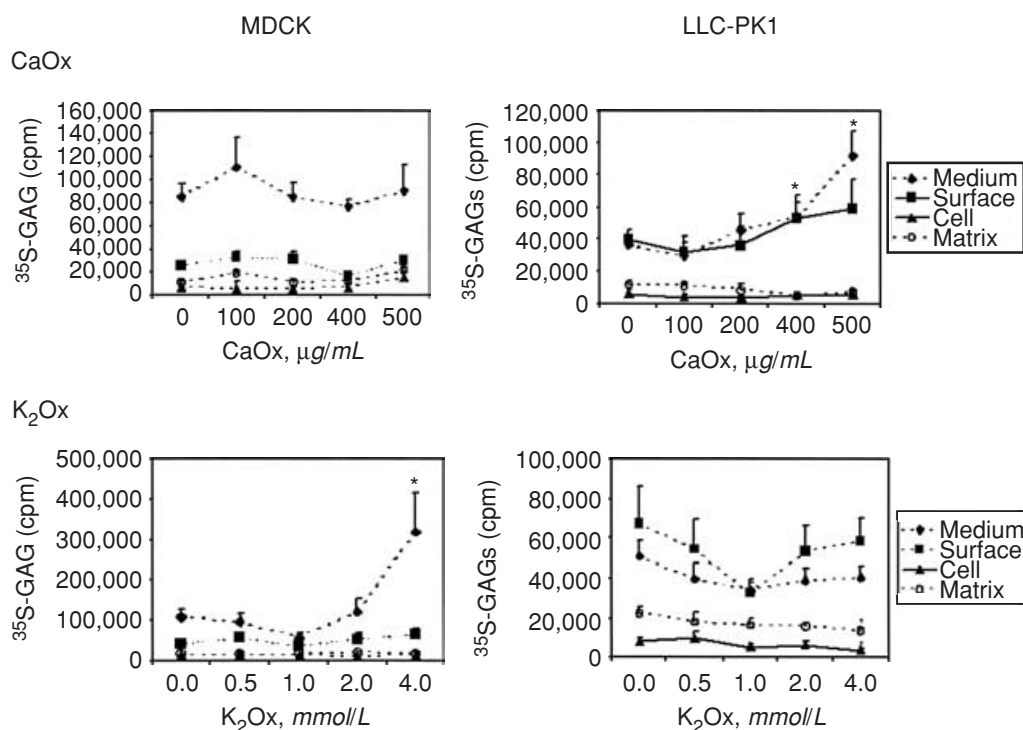 MDCK
LLC-PK1
CaOx
160,000
140,000
120,000
100,000
80,000
60,000
40,000
20,000
0
35S-GAG (cpm)
0 100 200 400 500
CaOx, μg/mL
120,000
100,000
80,000
60,000
40,000
20,000
0
35S-GAGs (cpm)
* *
0 100 200 400 500
CaOx, μg/mL
Medium
Surface
Cell
Matrix
K2Ox
500,000
400,000
300,000
200,000
100,000
0
35S-GAG (cpm)
*
0.0 0.5 1.0 2.0 4.0
K2Ox, mmol/L
100,000
80,000
60,000
40,000
20,000
0
35S-GAGs (cpm)
0.0 0.5 1.0 2.0 4.0
K2Ox, mmol/L
Medium
Surface
Cell
Matrix